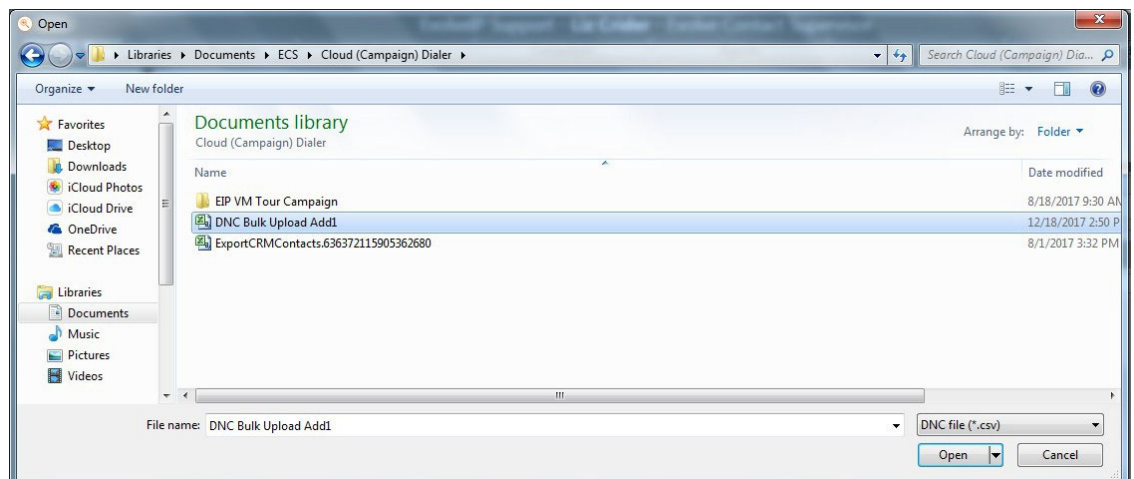 Open
Libraries Documents ECS Cloud (Campaign) Dialer
Search Cloud (Campaign) Dia...
Organize New folder
Favorites
Desktop
Downloads
iCloud Photos
iCloud Drive
OneDrive
Recent Places
Libraries
Documents
Music
Pictures
Videos
Documents library
Cloud (Campaign) Dialer
Arrange by: Folder
Name Date modified
EIP VM Tour Campaign 8/18/2017 9:30 AM
DNC Bulk Upload Add1 12/18/2017 2:50 P
ExportCRMContacts.636372115905362680 8/1/2017 3:32 PM
File name: DNC Bulk Upload Add1 DNC file (*.csv)
Open Cancel